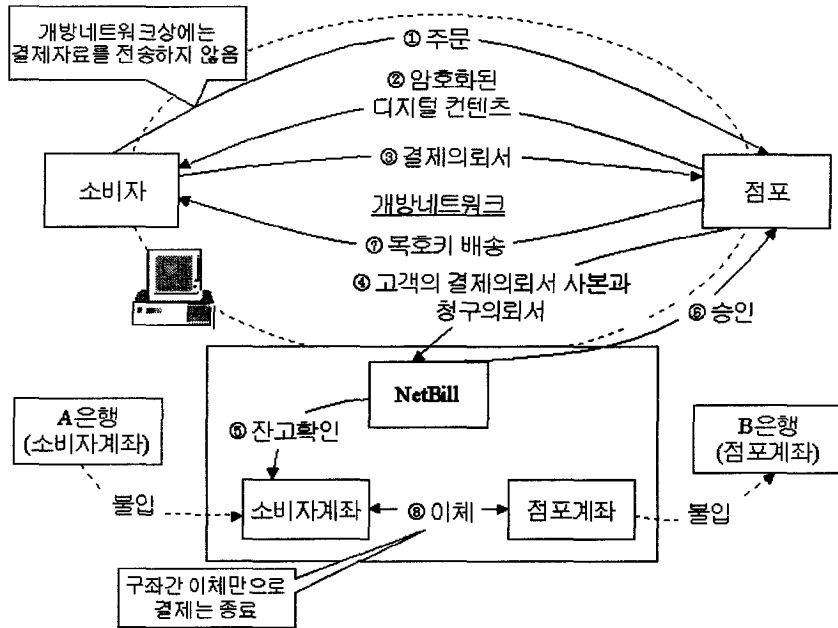 개방네트워크상에는
결제자료를 전송하지 않음
① 주문
② 암호화된
디지털 컨텐츠
③ 결제의뢰서
소비자
점포
개방네트워크
⑦ 복호키 배송
④ 고객의 결제의뢰서 사본과
청구의뢰서
⑥ 승인
NetBill
A은행
(소비자계좌)
⑤ 잔고확인
B은행
(점포계좌)
불입
소비자계좌
⑧ 이체
점포계좌
불입
구좌간 이체만으로
결제는 종료